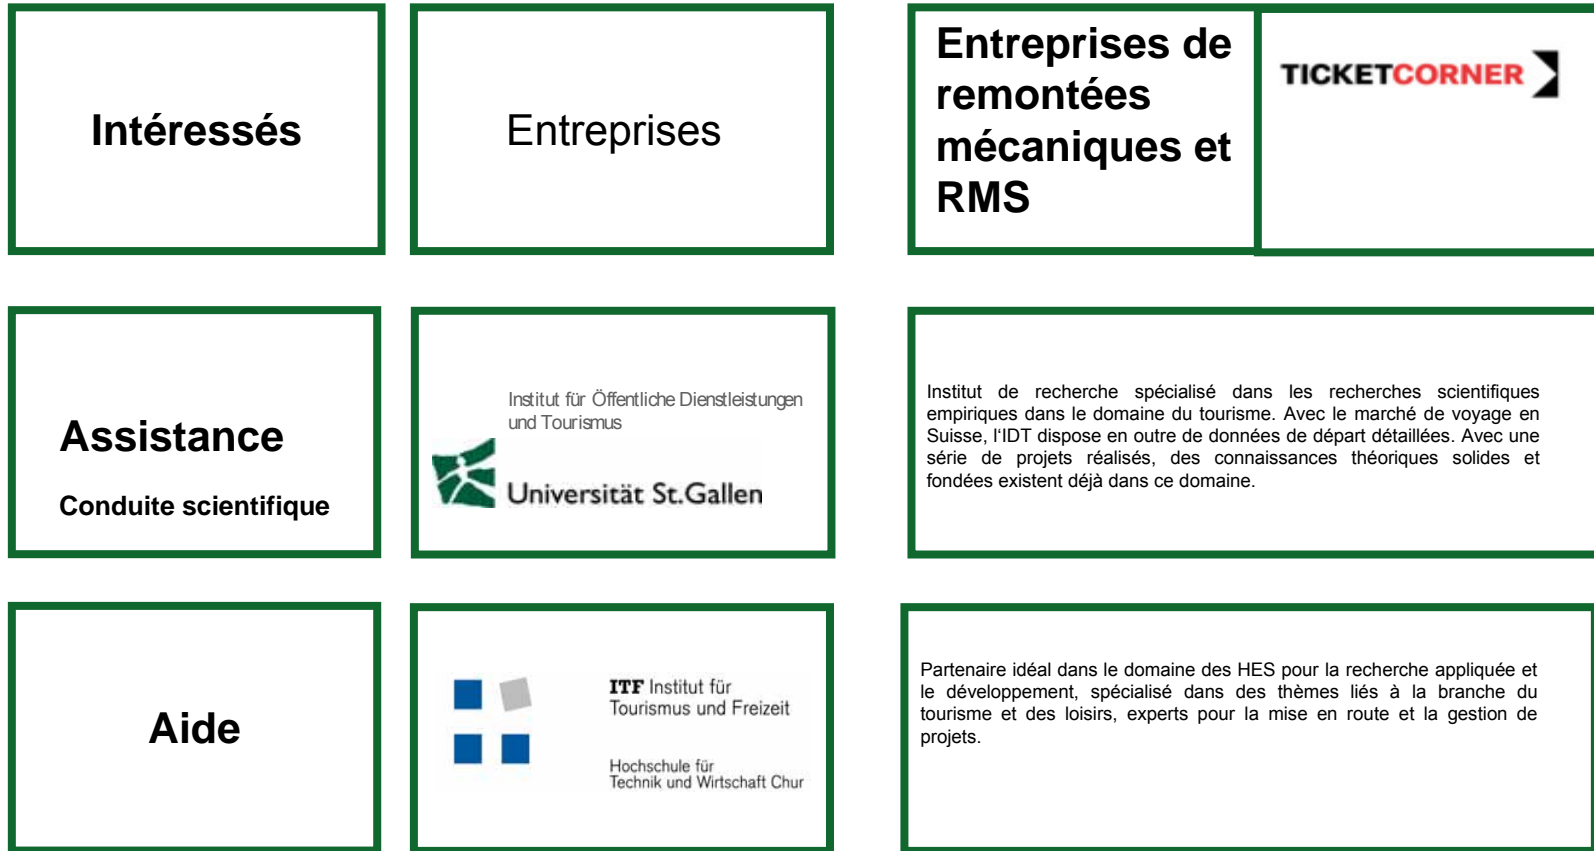 Intéressés
Entreprises
Entreprises de
remontées
mécaniques et
RMS
TICKETCORNER
Assistance
Conduite scientifique
Institut für Öffentliche Dienstleistungen
und Tourismus
Universität St.Gallen
Institut de recherche spécialisé dans les recherches scientifiques
empiriques dans le domaine du tourisme. Avec le marché de voyage en
Suisse, l‘IDT dispose en outre de données de départ détaillées. Avec une
série de projets réalisés, des connaissances théoriques solides et
fondées existent déjà dans ce domaine.
Aide
ITF Institut für
Tourismus und Freizeit
Hochschule für
Technik und Wirtschaft Chur
Partenaire idéal dans le domaine des HES pour la recherche appliquée et
le développement, spécialisé dans des thèmes liés à la branche du
tourisme et des loisirs, experts pour la mise en route et la gestion de
projets.